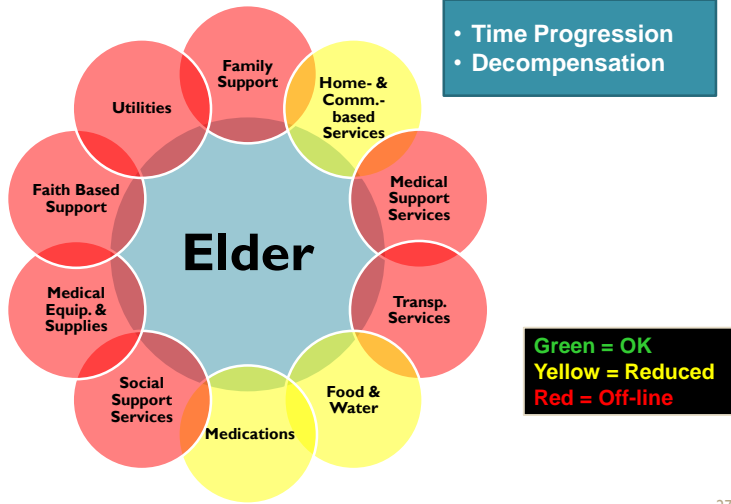 • Time Progression
• Decompensation
Family
Support
Home- &
Comm.-
based
Services
Utilities
Medical
Support
Services
Faith Based
Support
Elder
Medical
Equip. &
Supplies
Transp.
Services
Social
Support
Services
Food &
Water
Medications
Green = OK
Yellow = Reduced
Red = Off-line
37